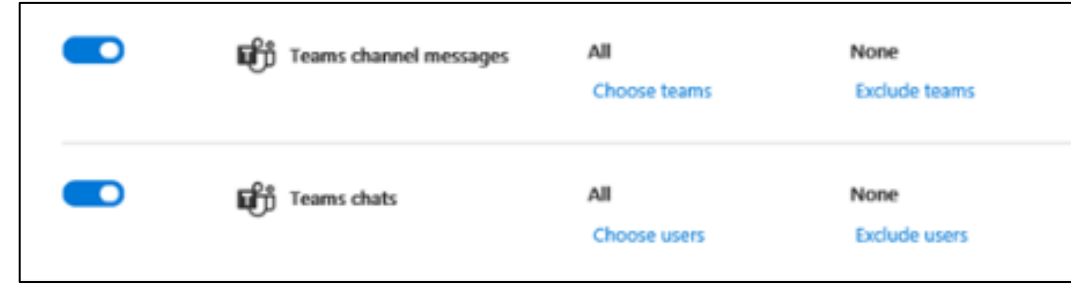 Teams channel messages All None
Choose teams Exclude teams
Teams chats All None
Choose users Exclude users